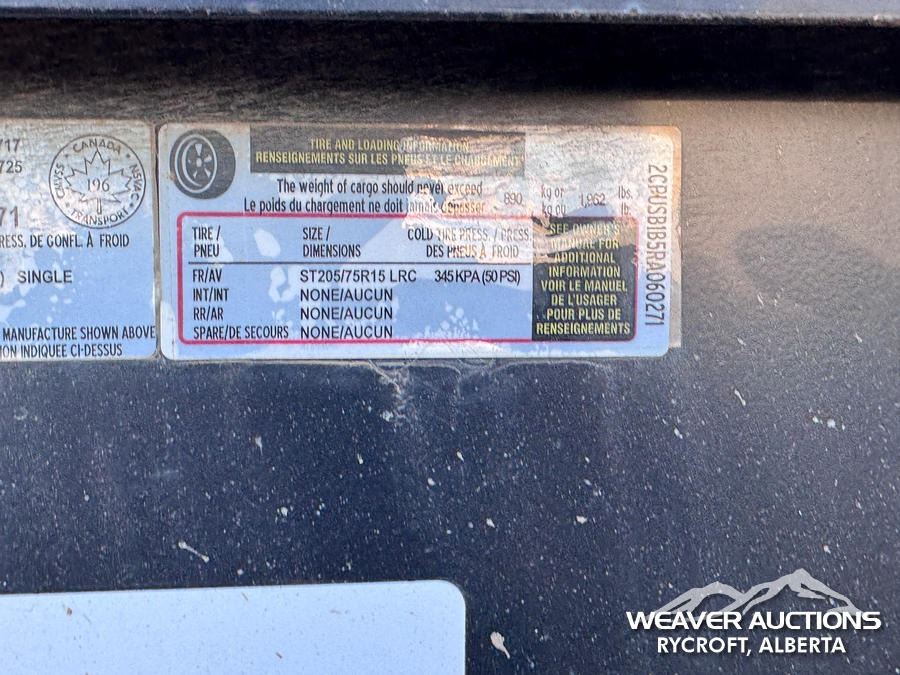 717
725
CANADA
CMVSS
196
NSVAC
TRANSPORT
71
RESS. DE GONFL. À FROID
) SINGLE
MANUFACTURE SHOWN ABOVE
ION INDIQUEE CI-DESSUS
TIRE AND LOADING INFORMATION
RENSEIGNEMENTS SUR LES PNEUS ET LE CHARGEMENT
The weight of cargo should never exceed 890 kg or 1,962 lbs.
Le poids du chargement ne doit jamais dépasser kg ou lb.
TIRE / SIZE / COLD TIRE PRESS. / PRESS.
PNEU DIMENSIONS DES PNEUS À FROID
FR/AV ST205/75R15 LRC 345 KPA (50 PSI)
INT/INT NONE/AUCUN
RR/AR NONE/AUCUN
SPARE/DE SECOURS NONE/AUCUN
SEE OWNER'S
MANUAL FOR
ADDITIONAL
INFORMATION
VOIR LE MANUEL
DE L'USAGER
POUR PLUS DE
RENSEIGNEMENTS
2CPUSB1B5RA060271
WEAVER AUCTIONS
RYCROFT, ALBERTA